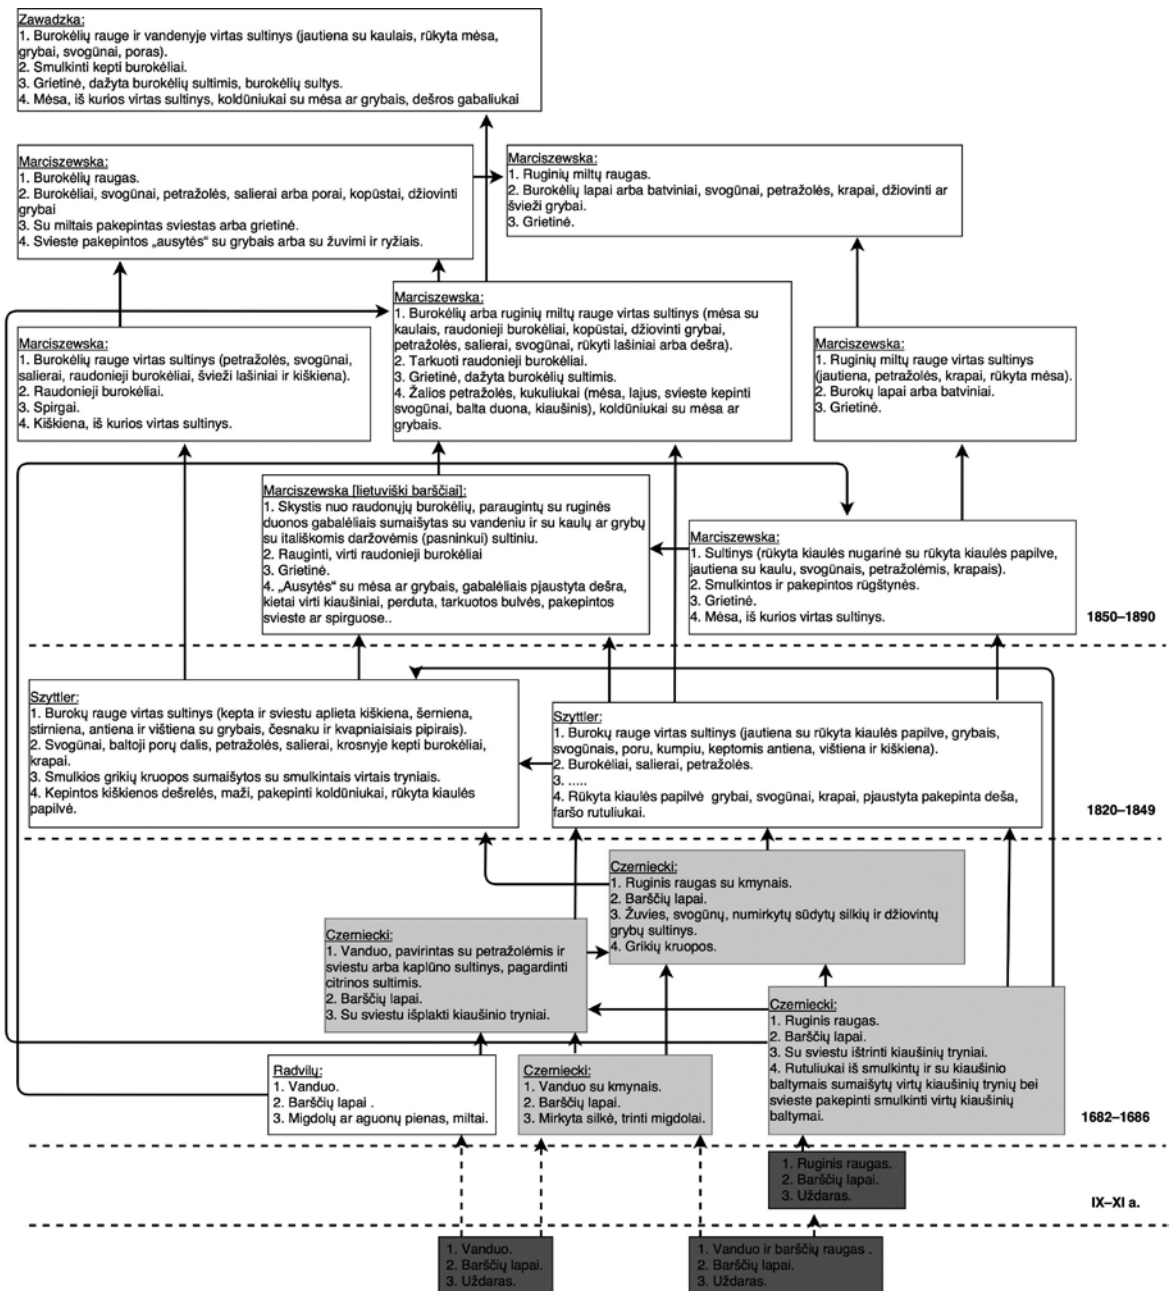 Zawadzka:
1. Burokėlių rauge ir vandenyje virtas sultinys (jautiena su kaulais, rūkyta mėsa,
grybai, svogūnai, poras).
2. Smulkinti kepti burokėliai.
3. Grietinė, dažyta burokėlių sultimis, burokėlių sultys.
4. Mėsa, iš kurios virtas sultinys, koldūniukai su mėsa ar grybais, dešros gabaliukai
Marciszewska:
1. Burokėlių raugas.
2. Burokėliai, svogūnai, petražolės, salierai arba porai, kopūstai, džiovinti
grybai
3. Su miltais pakepintas sviestas arba grietinė.
4. Svieste pakepintos „ausytės“ su grybais arba su žuvimi ir ryžiais.
Marciszewska:
1. Ruginių miltų raugas.
2. Burokėlių lapai arba batviniai, svogūnai, petražolės, krapai, džiovinti ar
švieži grybai.
3. Grietinė.
Marciszewska:
1. Burokėlių rauge virtas sultinys (petražolės, svogūnai,
salierai, raudonieji burokėliai, švieži lašiniai ir kiškiena).
2. Raudonieji burokėliai.
3. Spirgai.
4. Kiškiena, iš kurios virtas sultinys.
Marciszewska:
1. Burokėlių arba ruginių miltų rauge virtas sultinys (mėsa su
kaulais, raudonieji burokėliai, kopūstai, džiovinti grybai,
petražolės, salierai, svogūnai, rūkyti lašiniai arba dešra).
2. Tarkuoti raudonieji burokėliai.
3. Grietinė, dažyta burokėlių sultimis.
4. Žalios petražolės, kukuliukai (mėsa, lajus, svieste kepinti
svogūnai, balta duona, kiaušinis), koldūniukai su mėsa ar
grybais.
Marciszewska:
1. Ruginių miltų rauge virtas sultinys
(jautiena, petražolės, krapai, rūkyta mėsa).
2. Burokų lapai arba batviniai.
3. Grietinė.
Marciszewska [lietuviški barščiai]:
1. Skystis nuo raudonųjų burokėlių, paraugintų su ruginės
duonos gabalėliais sumaišytas su vandeniu ir su kaulų ar grybų
su itališkomis daržovėmis (pasninkui) sultiniu.
2. Rauginti, virti raudonieji burokėliai
3. Grietinė.
4. „Ausytės“ su mėsa ar grybais, gabalėliais pjaustyta dešra,
kietai virti kiaušiniai, perduta, tarkuotos bulvės, pakepintos
svieste ar spirguose..
Marciszewska:
1. Sultinys (rūkyta kiaulės nugarinė su rūkyta kiaulės papilve,
jautiena su kaulu, svogūnais, petražolėmis, krapais).
2. Smulkintos ir pakepintos rūgštynės.
3. Grietinė.
4. Mėsa, iš kurios virtas sultinys.
1850–1890
Szyttler:
1. Burokų rauge virtas sultinys (kepta ir sviestu aplieta kiškiena, šerniena,
stirniena, antiena ir vištiena su grybais, česnaku ir kvapniaisiais pipirais).
2. Svogūnai, baltoji porų dalis, petražolės, salierai, krosnyje kepti burokėliai,
krapai.
3. Smulkios grikių kruopos sumaišytos su smulkintais virtais tryniais.
4. Kepintos kiškienos dešrelės, maži, pakepinti koldūniukai, rūkyta kiaulės
papilvė.
Szyttler:
1. Burokų rauge virtas sultinys (jautiena su rūkyta kiaulės papilve, grybais,
svogūnais, poru, kumpiu, keptomis antiena, vištiena ir kiškiena).
2. Burokėliai, salierai, petražolės.
3. .....
4. Rūkyta kiaulės papilvė grybai, svogūnai, krapai, pjaustyta pakepinta deša,
faršo rutuliukai.
1820–1849
Czerniecki:
1. Ruginis raugas su kmynais.
2. Barščių lapai.
3. Žuvies, svogūnų, numirkytų sūdytų silkių ir džiovintų
grybų sultinys.
4. Grikių kruopos.
Czerniecki:
1. Vanduo, pavirintas su petražolėmis ir
sviestu arba kaplūno sultinys, pagardinti
citrinos sultimis.
2. Barščių lapai.
3. Su sviestu išplakti kiaušinio tryniai.
Czerniecki:
1. Ruginis raugas.
2. Barščių lapai.
3. Su sviestu ištrinti kiaušinių tryniai.
4. Rutuliukai iš smulkintų ir su kiaušinio
baltymais sumaišytų virtų kiaušinių trynių bei
svieste pakepinti smulkinti virtų kiaušinių
baltymai.
Radvilų:
1. Vanduo.
2. Barščių lapai .
3. Migdolų ar aguonų pienas, miltai.
Czerniecki:
1. Vanduo su kmynais.
2. Barščių lapai.
3. Mirkyta silkė, trinti migdolai.
1682–1686
1. Ruginis raugas.
2. Barščių lapai.
3. Uždaras.
IX–XI a.
1. Vanduo.
2. Barščių lapai.
3. Uždaras.
1. Vanduo ir barščių raugas .
2. Barščių lapai.
3. Uždaras.